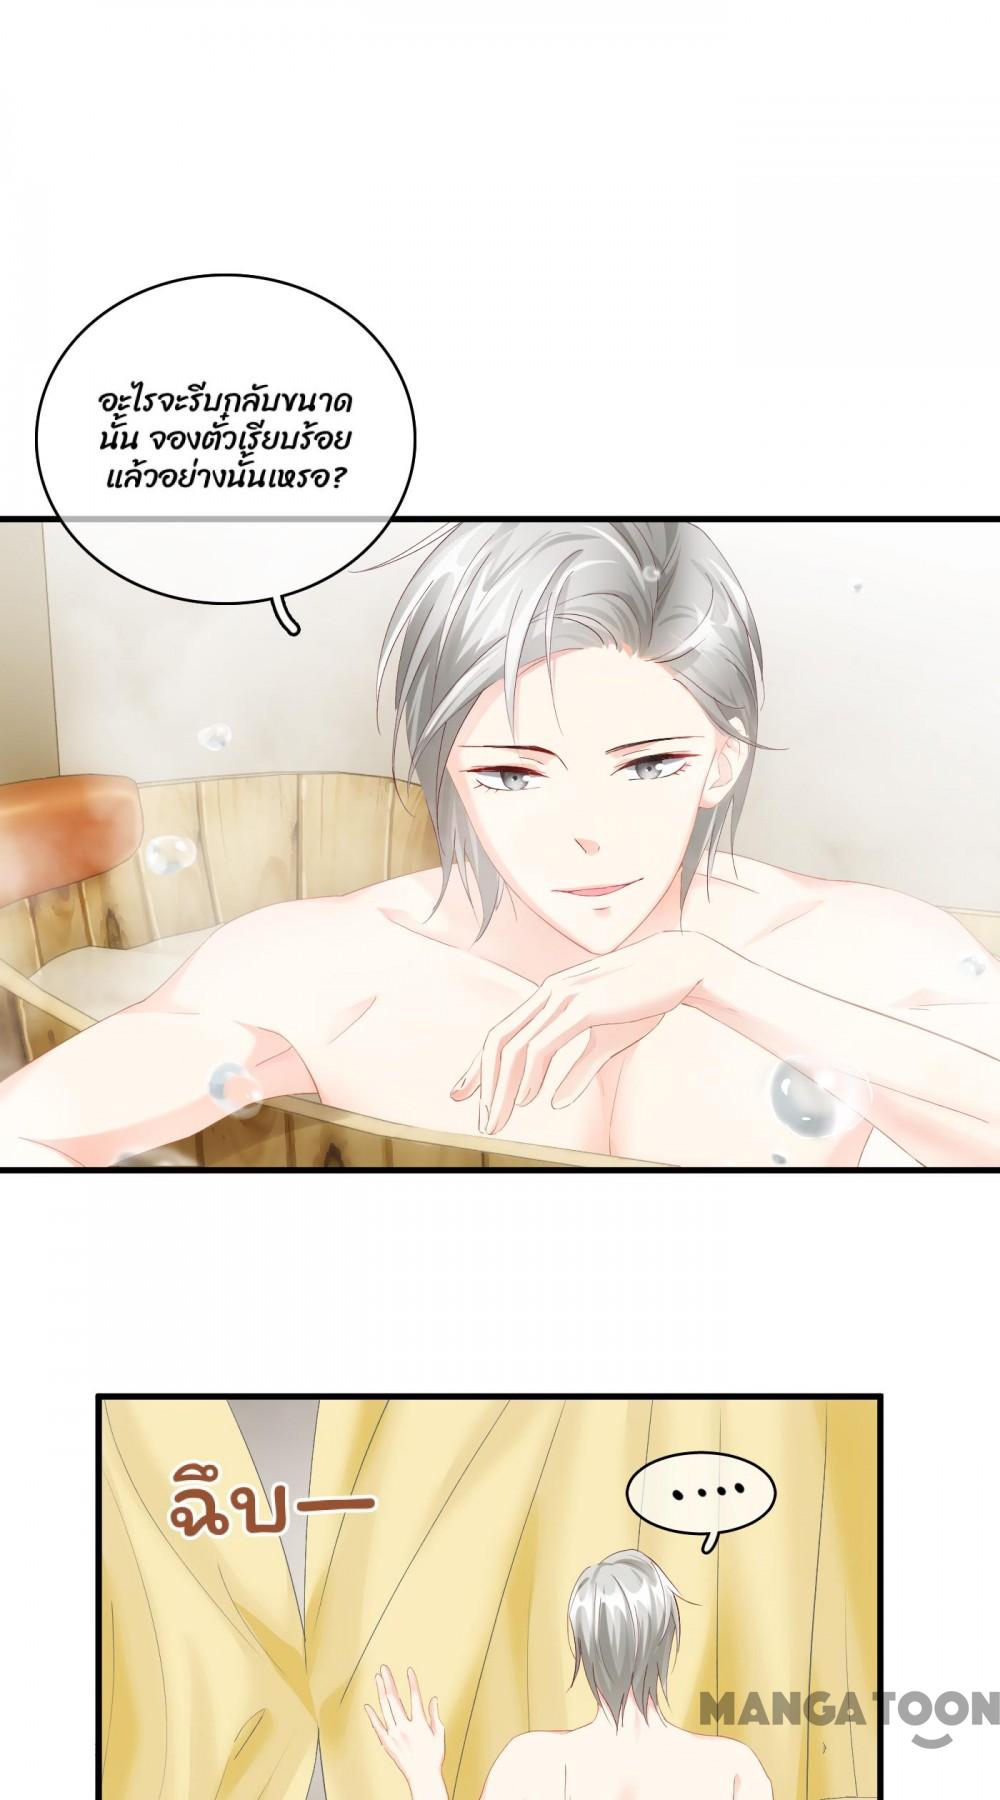 อะไรจะรีบกลับขนาด
นั้น จองตั๋วเรียบร้อย
แล้วอย่างนั้นเหรอ?
ฉึบ—
....
MANGATOON